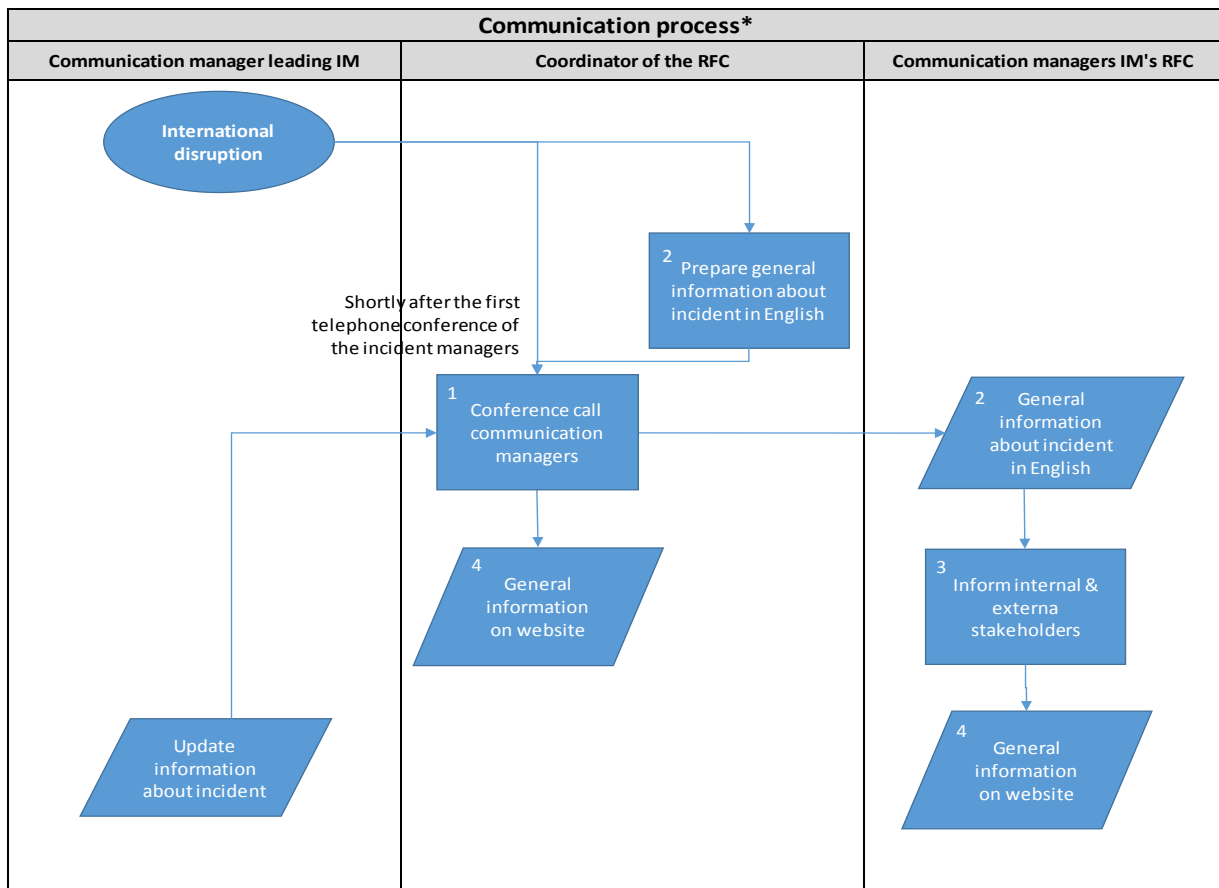 Communication process*
Communication manager leading IM
Coordinator of the RFC
Communication managers IM's RFC
International
disruption
2
Prepare general
information about
incident in English
Shortly after the first
telephone conference of
the incident managers
1
Conference call
communication
managers
2
General
information
about incident
in English
4
General
information
on website
3
Inform internal &
externa
stakeholders
Update
information
about incident
4
General
information
on website